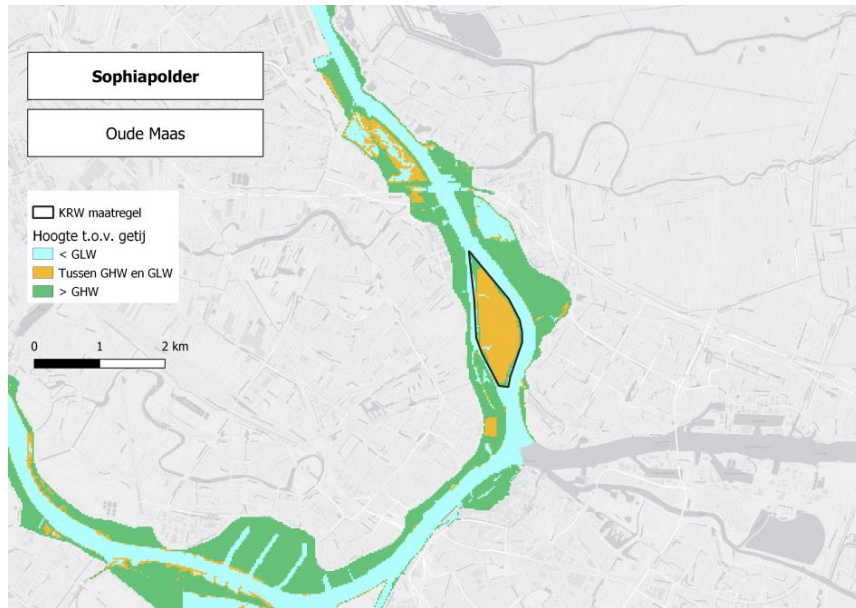 Sophiapolder
Oude Maas
KRW maatregel
Hoogte t.o.v. getij
< GLW
Tussen GHW en GLW
> GHW
0 1 2 km